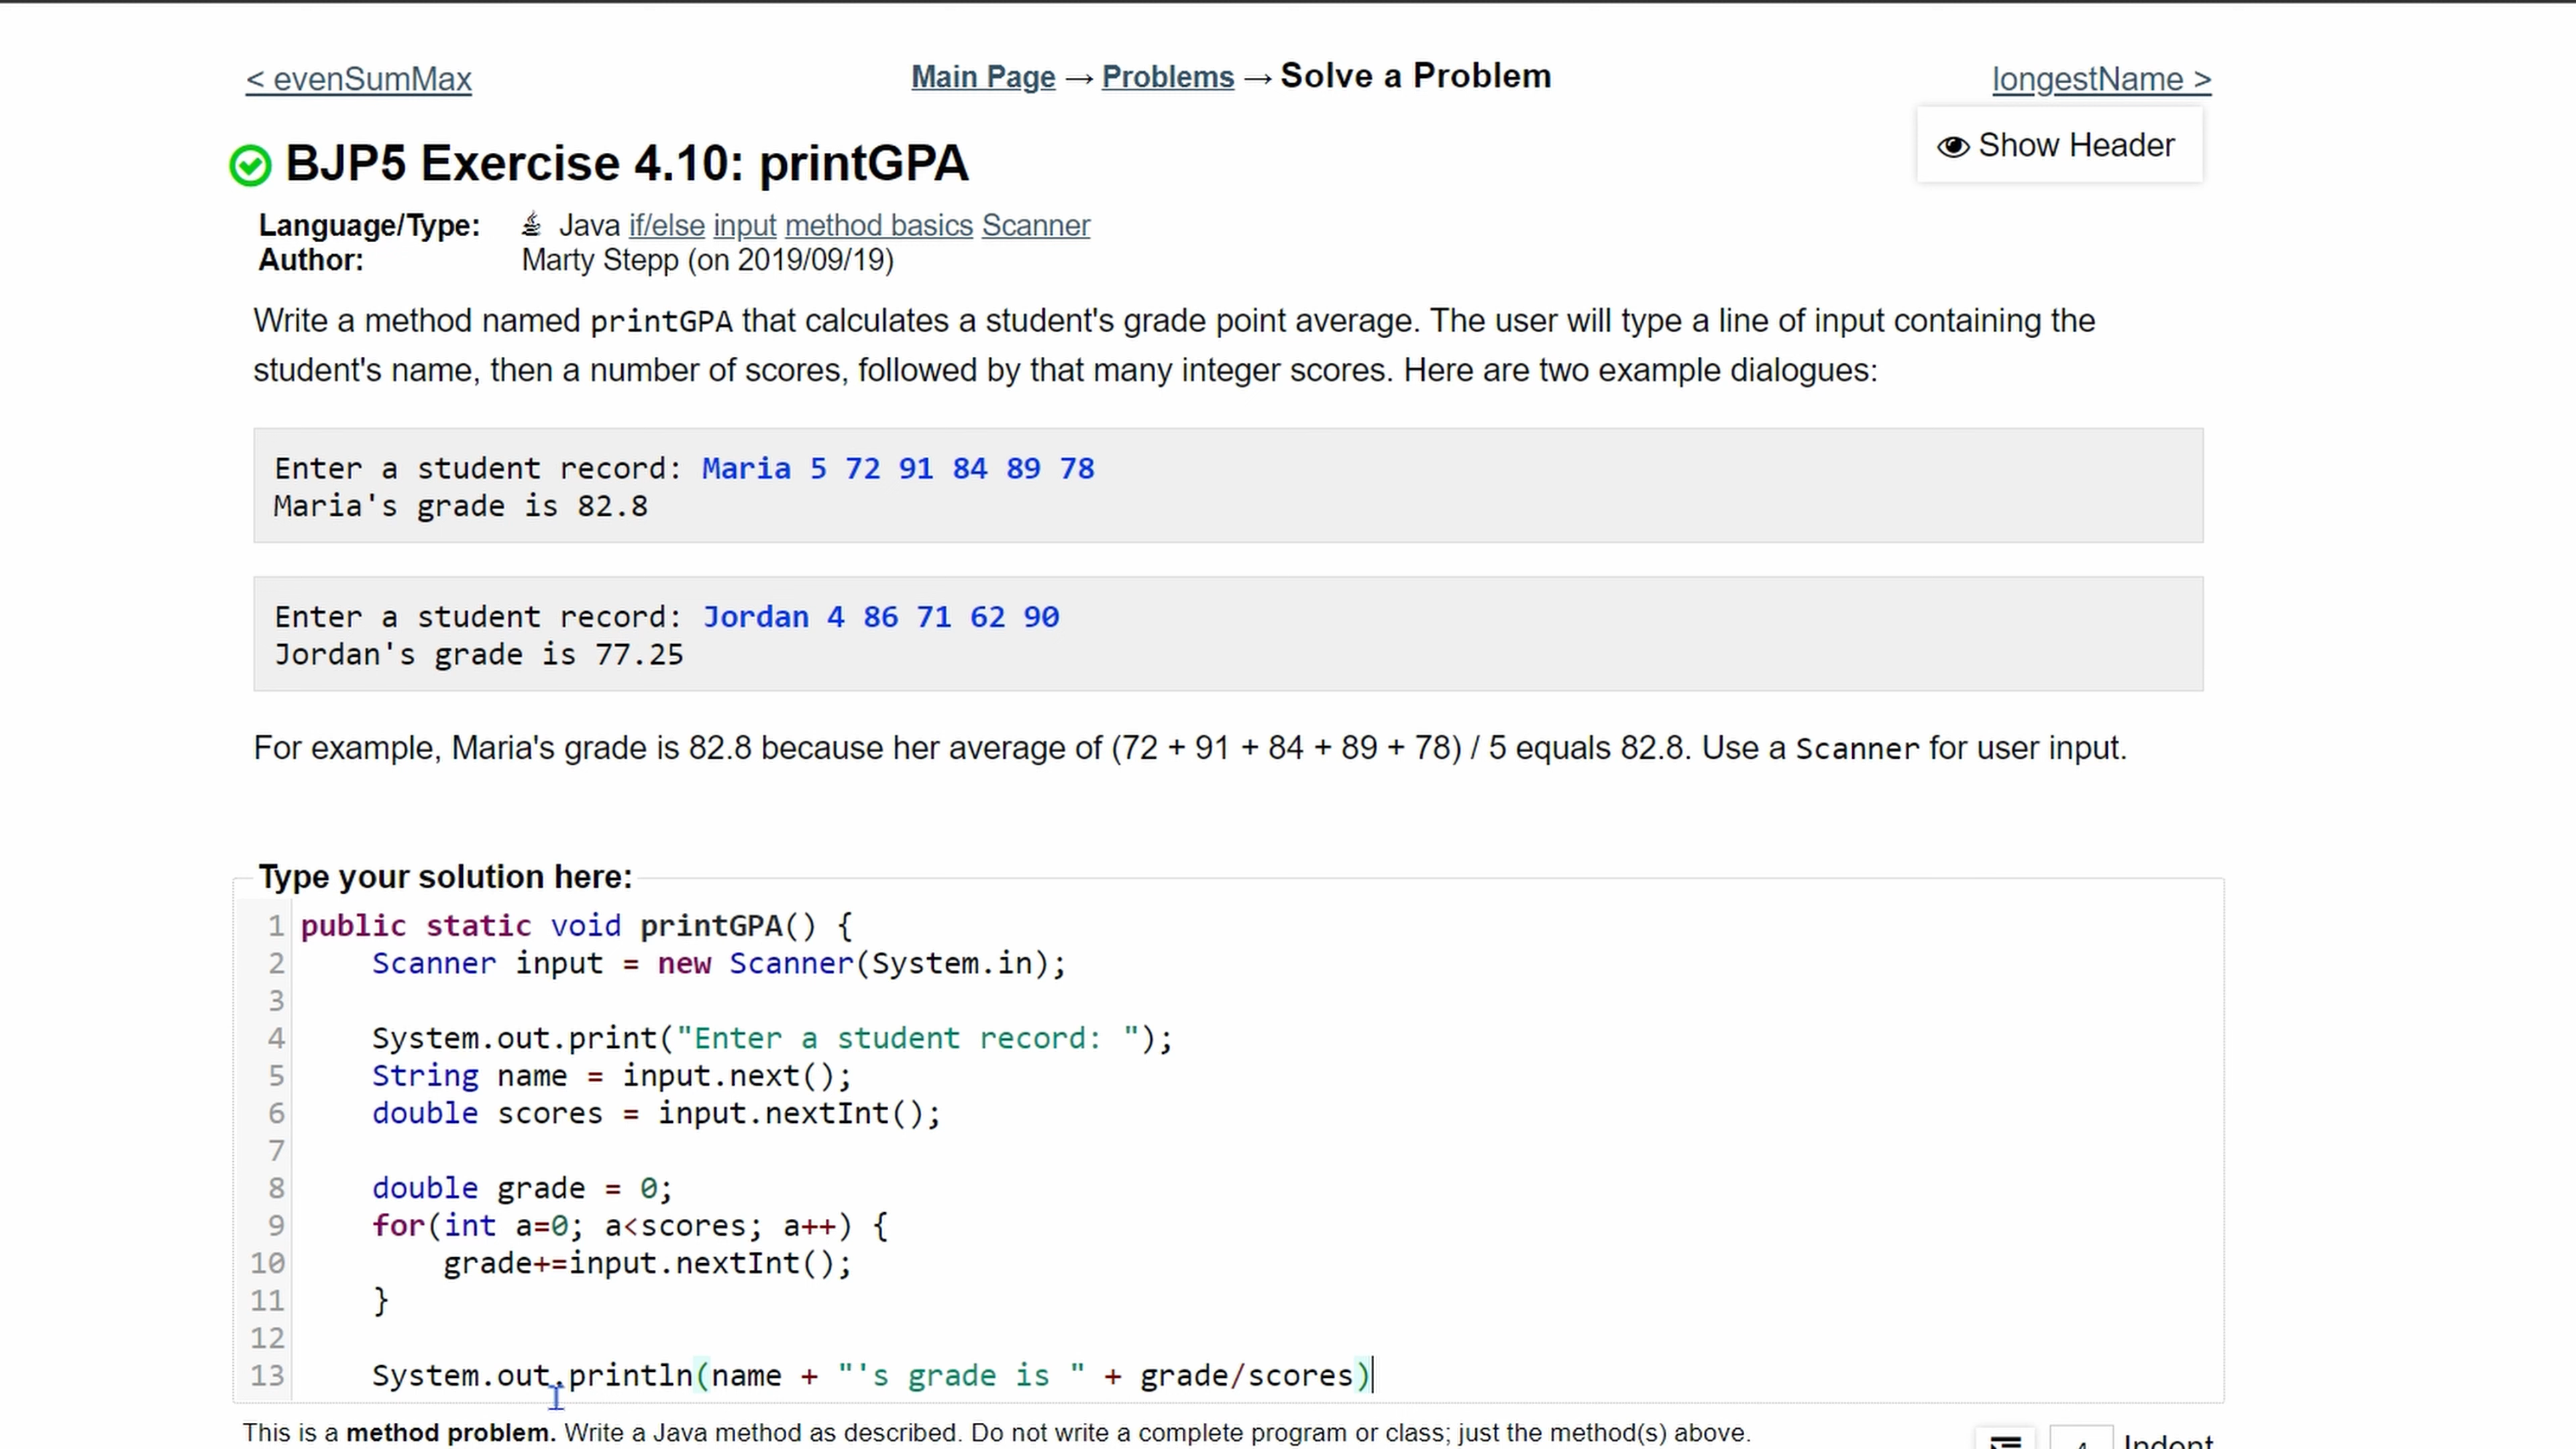 < evenSumMax
Main Page → Problems → Solve a Problem
longestName >
Show Header
BJP5 Exercise 4.10: printGPA
Language/Type: Java if/else input method basics Scanner
Author: Marty Stepp (on 2019/09/19)
Write a method named printGPA that calculates a student's grade point average. The user will type a line of input containing the
student's name, then a number of scores, followed by that many integer scores. Here are two example dialogues:
Enter a student record: Maria 5 72 91 84 89 78
Maria's grade is 82.8
Enter a student record: Jordan 4 86 71 62 90
Jordan's grade is 77.25
For example, Maria's grade is 82.8 because her average of (72 + 91 + 84 + 89 + 78) / 5 equals 82.8. Use a Scanner for user input.
Type your solution here:
1 public static void printGPA() {
2     Scanner input = new Scanner(System.in);
3
4     System.out.print("Enter a student record: ");
5     String name = input.next();
6     double scores = input.nextInt();
7
8     double grade = 0;
9     for(int a=0; a<scores; a++) {
10         grade+=input.nextInt();
11     }
12
13     System.out.println(name + "'s grade is " + grade/scores)
This is a method problem. Write a Java method as described. Do not write a complete program or class; just the method(s) above.
Indent